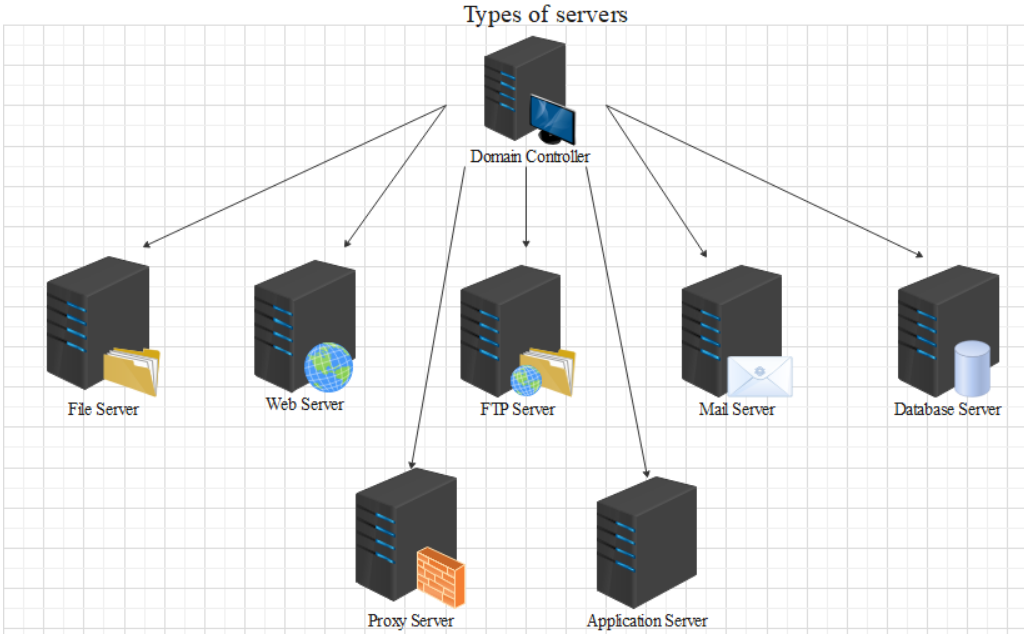 Types of servers
Domain Controller
File Server
Web Server
FTP Server
Mail Server
Database Server
Proxy Server
Application Server